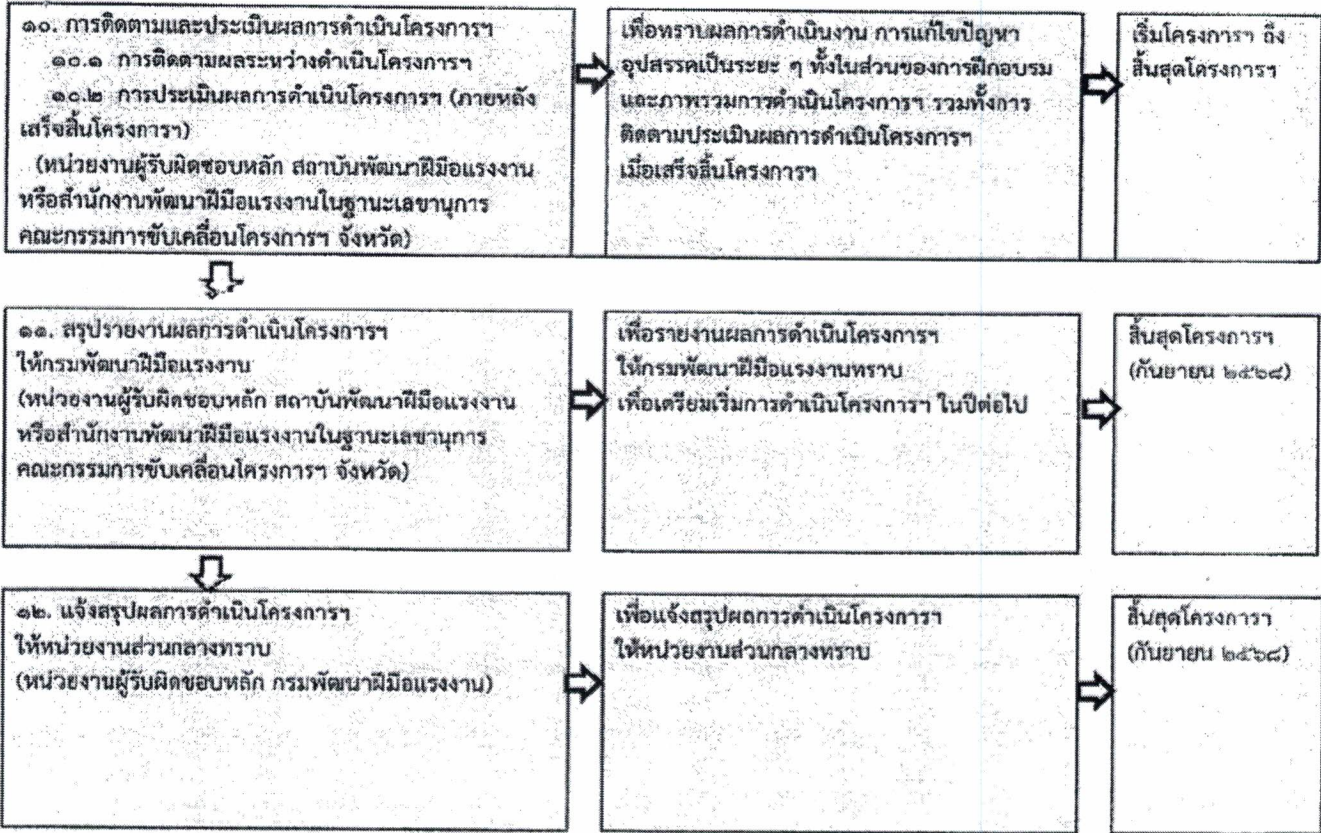 ๑๐. การติดตามและประเมินผลการดำเนินโครงการฯ
๑๐.๑ การติดตามผลระหว่างดำเนินโครงการฯ
๑๐.๒ การประเมินผลการดำเนินโครงการฯ (ภายหลัง
เสร็จสิ้นโครงการฯ)
(หน่วยงานผู้รับผิดชอบหลัก สถาบันพัฒนาฝีมือแรงงาน
หรือสำนักงานพัฒนาฝีมือแรงงานในฐานะเลขานุการ
คณะกรรมการขับเคลื่อนโครงการฯ จังหวัด)
เพื่อทราบผลการดำเนินงาน การแก้ไขปัญหา
อุปสรรคเป็นระยะ ๆ ทั้งในส่วนของการฝึกอบรม
และภาพรวมการดำเนินโครงการฯ รวมทั้งการ
ติดตามประเมินผลการดำเนินโครงการฯ
เมื่อเสร็จสิ้นโครงการฯ
เริ่มโครงการฯ ถึง
สิ้นสุดโครงการฯ
๑๑. สรุปรายงานผลการดำเนินโครงการฯ
ให้กรมพัฒนาฝีมือแรงงาน
(หน่วยงานผู้รับผิดชอบหลัก สถาบันพัฒนาฝีมือแรงงาน
หรือสำนักงานพัฒนาฝีมือแรงงานในฐานะเลขานุการ
คณะกรรมการขับเคลื่อนโครงการฯ จังหวัด)
เพื่อรายงานผลการดำเนินโครงการฯ
ให้กรมพัฒนาฝีมือแรงงานทราบ
เพื่อเตรียมเริ่มการดำเนินโครงการฯ ในปีต่อไป
สิ้นสุดโครงการฯ
(กันยายน ๒๕๖๘)
๑๒. แจ้งสรุปผลการดำเนินโครงการฯ
ให้หน่วยงานส่วนกลางทราบ
(หน่วยงานผู้รับผิดชอบหลัก กรมพัฒนาฝีมือแรงงาน)
เพื่อแจ้งสรุปผลการดำเนินโครงการฯ
ให้หน่วยงานส่วนกลางทราบ
สิ้นสุดโครงการฯ
(กันยายน ๒๕๖๘)